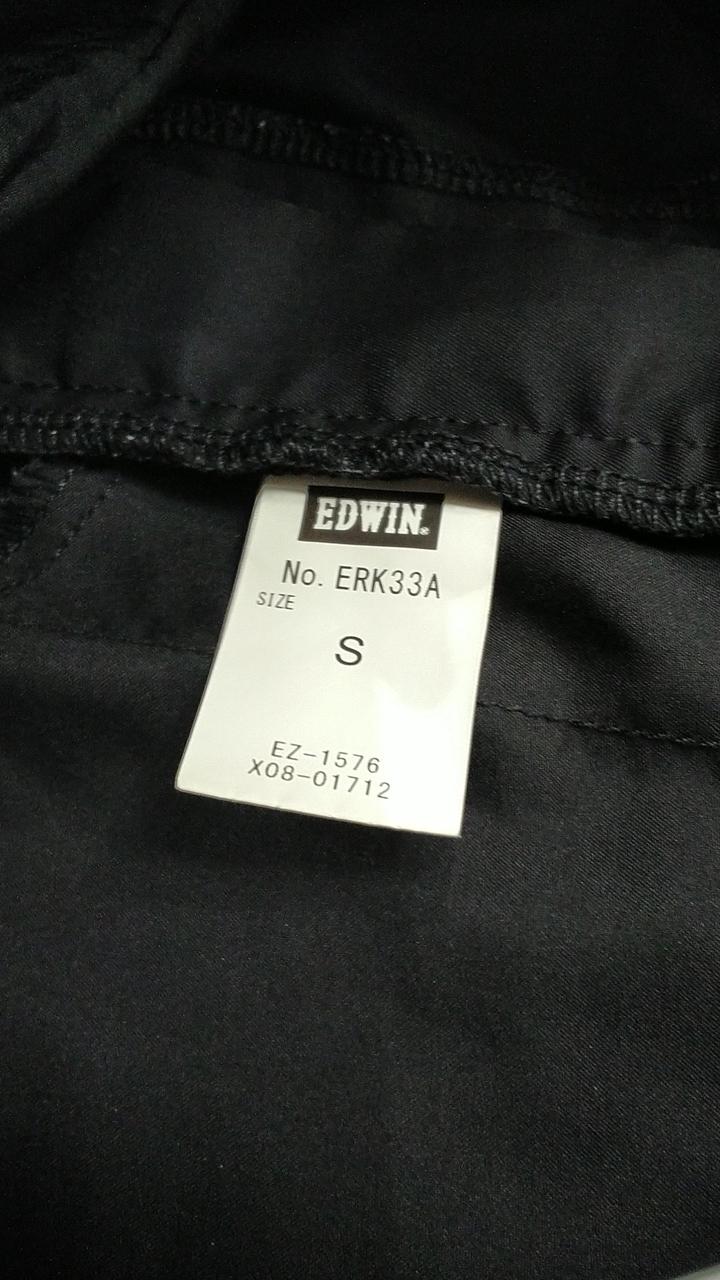 EDWIN®
No. ERK33A
SIZE
S
EZ-1576
X08-01712